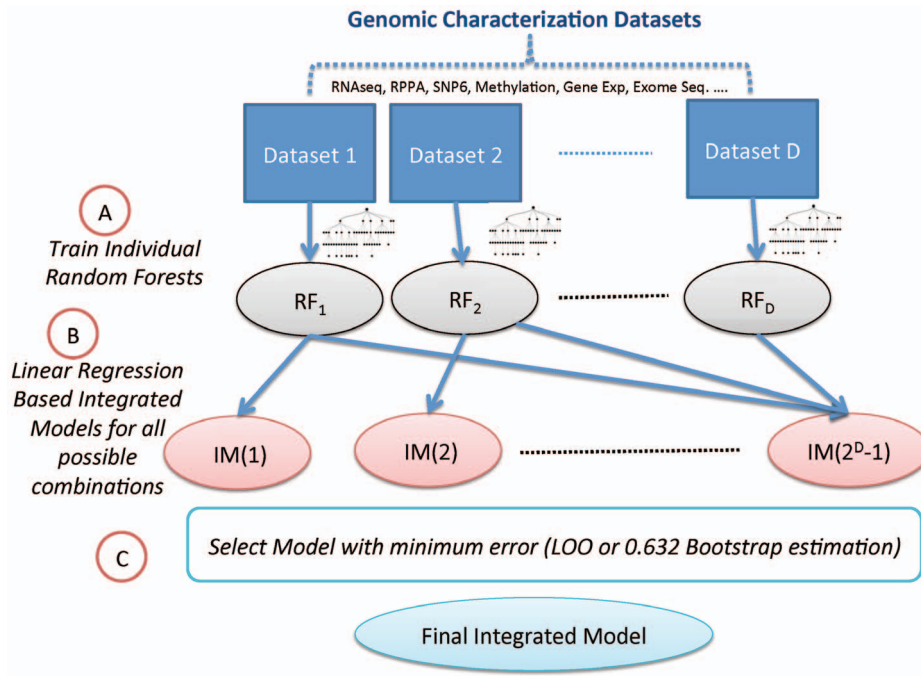 Genomic Characterization Datasets
RNAseq, RPPA, SNP6, Methylation, Gene Exp, Exome Seq. ....
Dataset 1
Dataset 2
Dataset D
A
Train Individual
Random Forests
RF₁
RF₂
RF_D
B
Linear Regression
Based Integrated
Models for all
possible
combinations
IM(1)
IM(2)
IM(2ᴰ-1)
C
Select Model with minimum error (LOO or 0.632 Bootstrap estimation)
Final Integrated Model